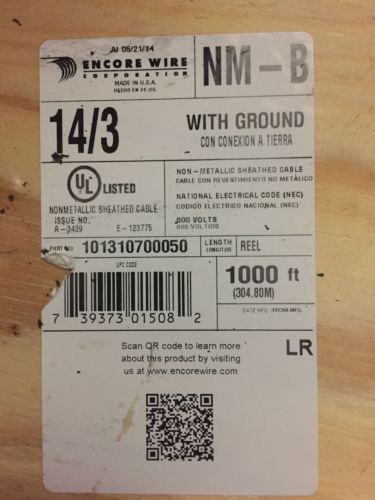 AI 05/21/14
ENCORE WIRE
CORPORATION
MADE IN U.S.A.
HECHO EN EE.UU.
NM-B
14/3
WITH GROUND
CON CONEXION A TIERRA
UL LISTED
NONMETALLIC SHEATHED CABLE
ISSUE NO.
A-3439 E-123775
NON-METALLIC SHEATHED CABLE
CABLE CON REVESTIMIENTO NO METALICO
NATIONAL ELECTRICAL CODE (NEC)
CODIGO ELECTRICO NACIONAL (NEC)
600 VOLTS
600 VOLTIOS
PART NO. 101310700050
LENGTH
LONGITUD
REEL
UPC CODE
1000 ft
(304.80M)
7 39373 01508 2
DATE MFG. - FECHA MFG.
Scan QR code to learn more
about this product by visiting
us at www.encorewire.com
LR